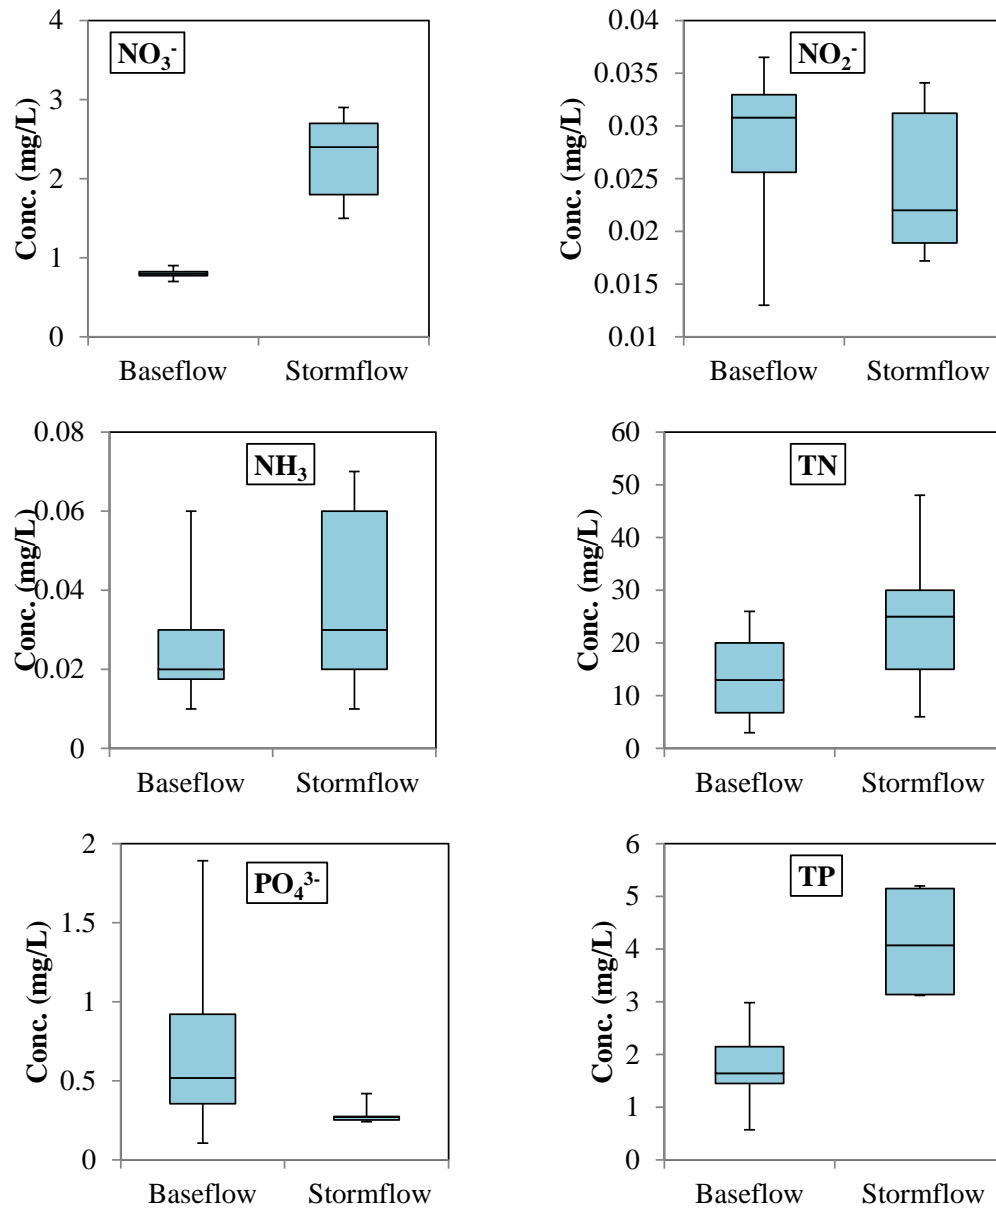 NO₃⁻
Conc. (mg/L)
4
3
2
1
0
Baseflow Stormflow
NO₂⁻
Conc. (mg/L)
0.04
0.035
0.03
0.025
0.02
0.015
0.01
Baseflow Stormflow
NH₃
Conc. (mg/L)
0.08
0.06
0.04
0.02
0
Baseflow Stormflow
TN
Conc. (mg/L)
60
50
40
30
20
10
0
Baseflow Stormflow
PO₄³⁻
Conc. (mg/L)
2
1.5
1
0.5
0
Baseflow Stormflow
TP
Conc. (mg/L)
6
5
4
3
2
1
0
Baseflow Stormflow